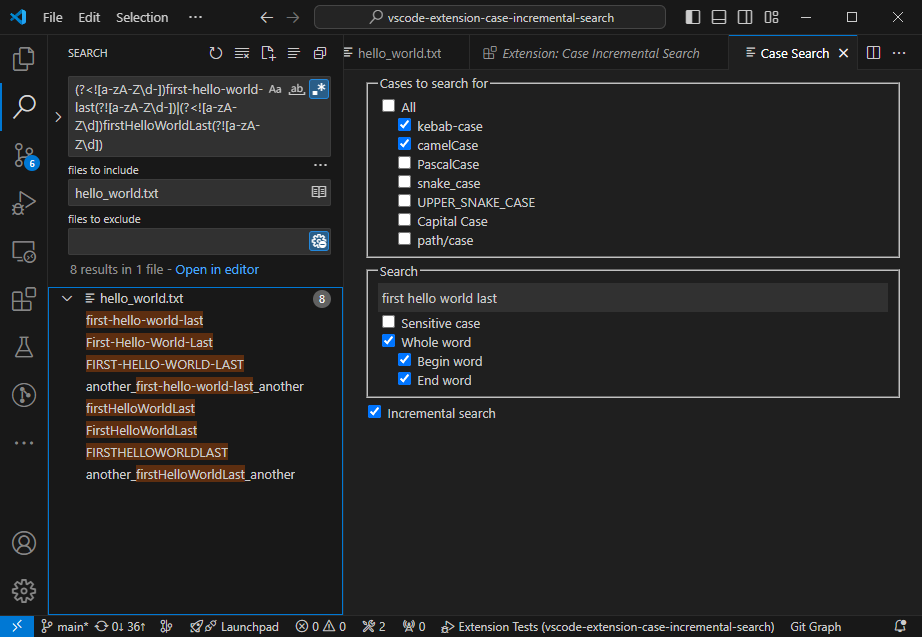 File Edit Selection ··· vscode-extension-case-incremental-search
SEARCH
hello_world.txt Extension: Case Incremental Search Case Search
(?<![a-zA-Z\d-])first-hello-world-
last(?![a-zA-Z\d-])|(?<![a-zA-
Z\d])firstHelloWorldLast(?![a-zA-
Z\d])
Aa ab
files to include
hello_world.txt
files to exclude
8 results in 1 file - Open in editor
hello_world.txt 8
first-hello-world-last
First-Hello-World-Last
FIRST-HELLO-WORLD-LAST
another_first-hello-world-last_another
firstHelloWorldLast
FirstHelloWorldLast
FIRSTHELLOWORLDLAST
another_firstHelloWorldLast_another
6
Cases to search for
All
kebab-case
camelCase
PascalCase
snake_case
UPPER_SNAKE_CASE
Capital Case
path/case
Search
first hello world last
Sensitive case
Whole word
Begin word
End word
Incremental search
main* 0↓ 36↑ Launchpad 0 0 2 0 Extension Tests (vscode-extension-case-incremental-search) Git Graph